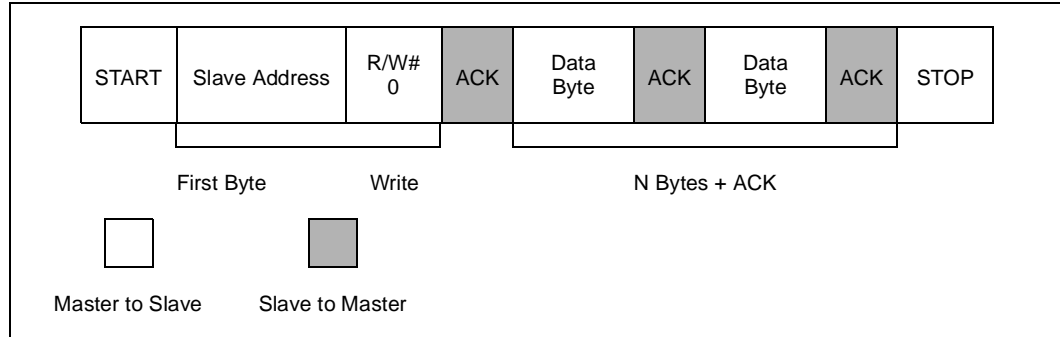 START Slave Address R/W# 0 ACK Data Byte ACK Data Byte ACK STOP
First Byte Write N Bytes + ACK
Master to Slave Slave to Master